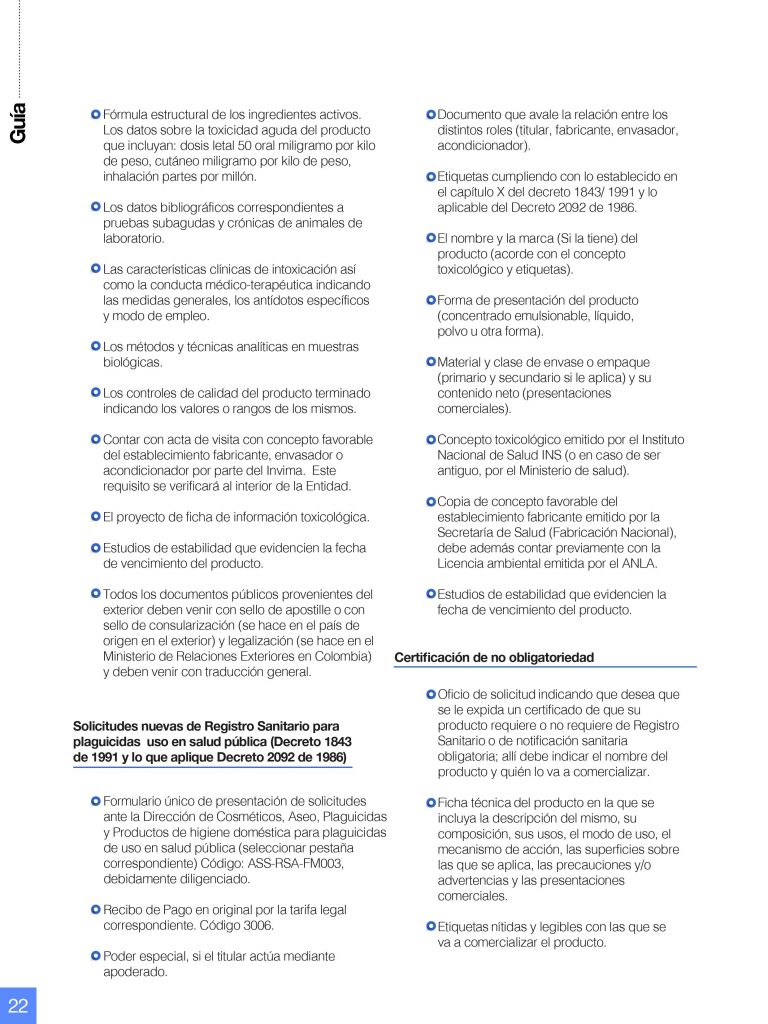 Guía
Fórmula estructural de los ingredientes activos.
Los datos sobre la toxicidad aguda del producto
que incluyan: dosis letal 50 oral miligramo por kilo
de peso, cutáneo miligramo por kilo de peso,
inhalación partes por millón.
Los datos bibliográficos correspondientes a
pruebas subagudas y crónicas de animales de
laboratorio.
Las características clínicas de intoxicación así
como la conducta médico-terapéutica indicando
las medidas generales, los antídotos específicos
y modo de empleo.
Los métodos y técnicas analíticas en muestras
biológicas.
Los controles de calidad del producto terminado
indicando los valores o rangos de los mismos.
Contar con acta de visita con concepto favorable
del establecimiento fabricante, envasador o
acondicionador por parte del Invima.  Este
requisito se verificará al interior de la Entidad.
El proyecto de ficha de información toxicológica.
Estudios de estabilidad que evidencien la fecha
de vencimiento del producto.
Todos los documentos públicos provenientes del
exterior deben venir con sello de apostille o con
sello de consularización (se hace en el país de
origen en el exterior) y legalización (se hace en el
Ministerio de Relaciones Exteriores en Colombia)
y deben venir con traducción general.
Solicitudes nuevas de Registro Sanitario para
plaguicidas  uso en salud pública (Decreto 1843
de 1991 y lo que aplique Decreto 2092 de 1986)
Formulario único de presentación de solicitudes
ante la Dirección de Cosméticos, Aseo, Plaguicidas
y Productos de higiene doméstica para plaguicidas
de uso en salud pública (seleccionar pestaña
correspondiente) Código: ASS-RSA-FM003,
debidamente diligenciado.
Recibo de Pago en original por la tarifa legal
correspondiente. Código 3006.
Poder especial, si el titular actúa mediante
apoderado.
Documento que avale la relación entre los
distintos roles (titular, fabricante, envasador,
acondicionador).
Etiquetas cumpliendo con lo establecido en
el capítulo X del decreto 1843/ 1991 y lo
aplicable del Decreto 2092 de 1986.
El nombre y la marca (Si la tiene) del
producto (acorde con el concepto
toxicológico y etiquetas).
Forma de presentación del producto
(concentrado emulsionable, líquido,
polvo u otra forma).
Material y clase de envase o empaque
(primario y secundario si le aplica) y su
contenido neto (presentaciones
comerciales).
Concepto toxicológico emitido por el Instituto
Nacional de Salud INS (o en caso de ser
antiguo, por el Ministerio de salud).
Copia de concepto favorable del
establecimiento fabricante emitido por la
Secretaría de Salud (Fabricación Nacional),
debe además contar previamente con la
Licencia ambiental emitida por el ANLA.
Estudios de estabilidad que evidencien la
fecha de vencimiento del producto.
Certificación de no obligatoriedad
Oficio de solicitud indicando que desea que
se le expida un certificado de que su
producto requiere o no requiere de Registro
Sanitario o de notificación sanitaria
obligatoria; allí debe indicar el nombre del
producto y quién lo va a comercializar.
Ficha técnica del producto en la que se
incluya la descripción del mismo, su
composición, sus usos, el modo de uso, el
mecanismo de acción, las superficies sobre
las que se aplica, las precauciones y/o
advertencias y las presentaciones
comerciales.
Etiquetas nítidas y legibles con las que se
va a comercializar el producto.
22